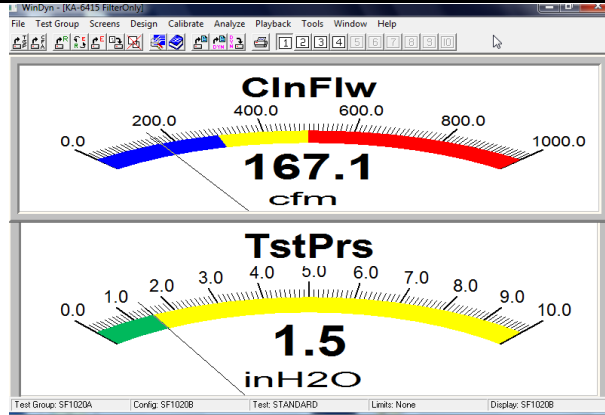 WinDyn - [KA-6415 FilterOnly]
File Test Group Screens Design Calibrate Analyze Playback Tools Window Help
1 2 3 4 5 6 7 8 9 10
ClnFlw
0.0 200.0 400.0 600.0 800.0 1000.0
167.1
cfm
TstPrs
0.0 1.0 2.0 3.0 4.0 5.0 6.0 7.0 8.0 9.0 10.0
1.5
inH2O
Test Group: SF1020A Config: SF1020B Test: STANDARD Limits: None Display: SF1020B